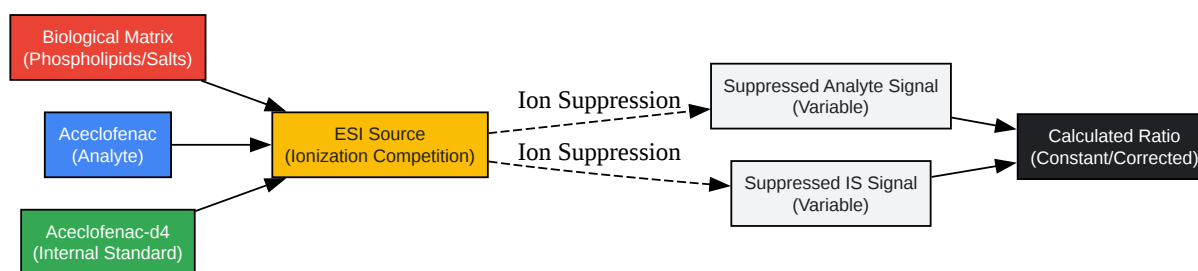 Biological Matrix
(Phospholipids/Salts)
Aceclofenac
(Analyte)
Aceclofenac-d4
(Internal Standard)
ESI Source
(Ionization Competition)
Ion Suppression
Ion Suppression
Suppressed Analyte Signal
(Variable)
Suppressed IS Signal
(Variable)
Calculated Ratio
(Constant/Corrected)